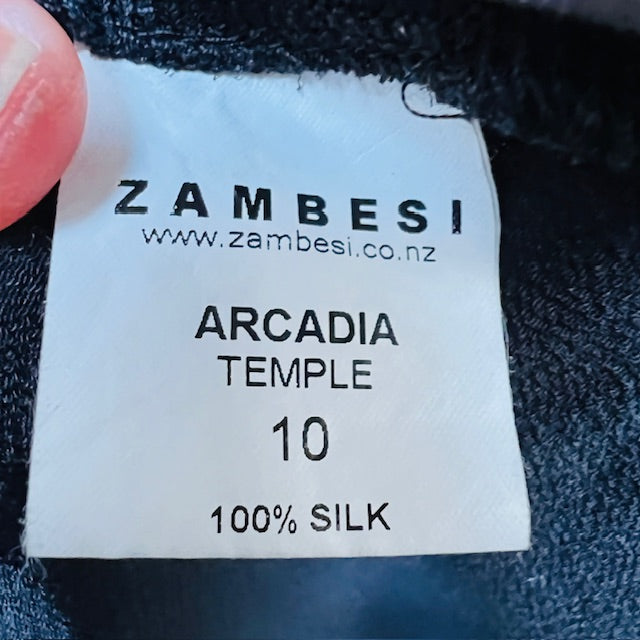 ZAMBESI
www.zambesi.co.nz
ARCADIA
TEMPLE
10
100% SILK